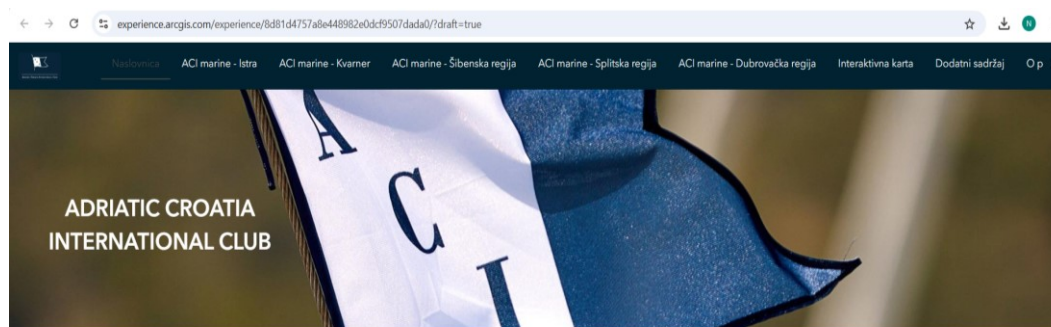 experience.arcgis.com/experience/8d81d4757a8e448982e0dcf9507dada0/?draft=true
N
Naslovnica ACI marine - Istra ACI marine - Kvarner ACI marine - Šibenska regija ACI marine - Splitska regija ACI marine - Dubrovačka regija Interaktivna karta Dodatni sadržaj O p
ADRIATIC CROATIA
INTERNATIONAL CLUB
A
C
I